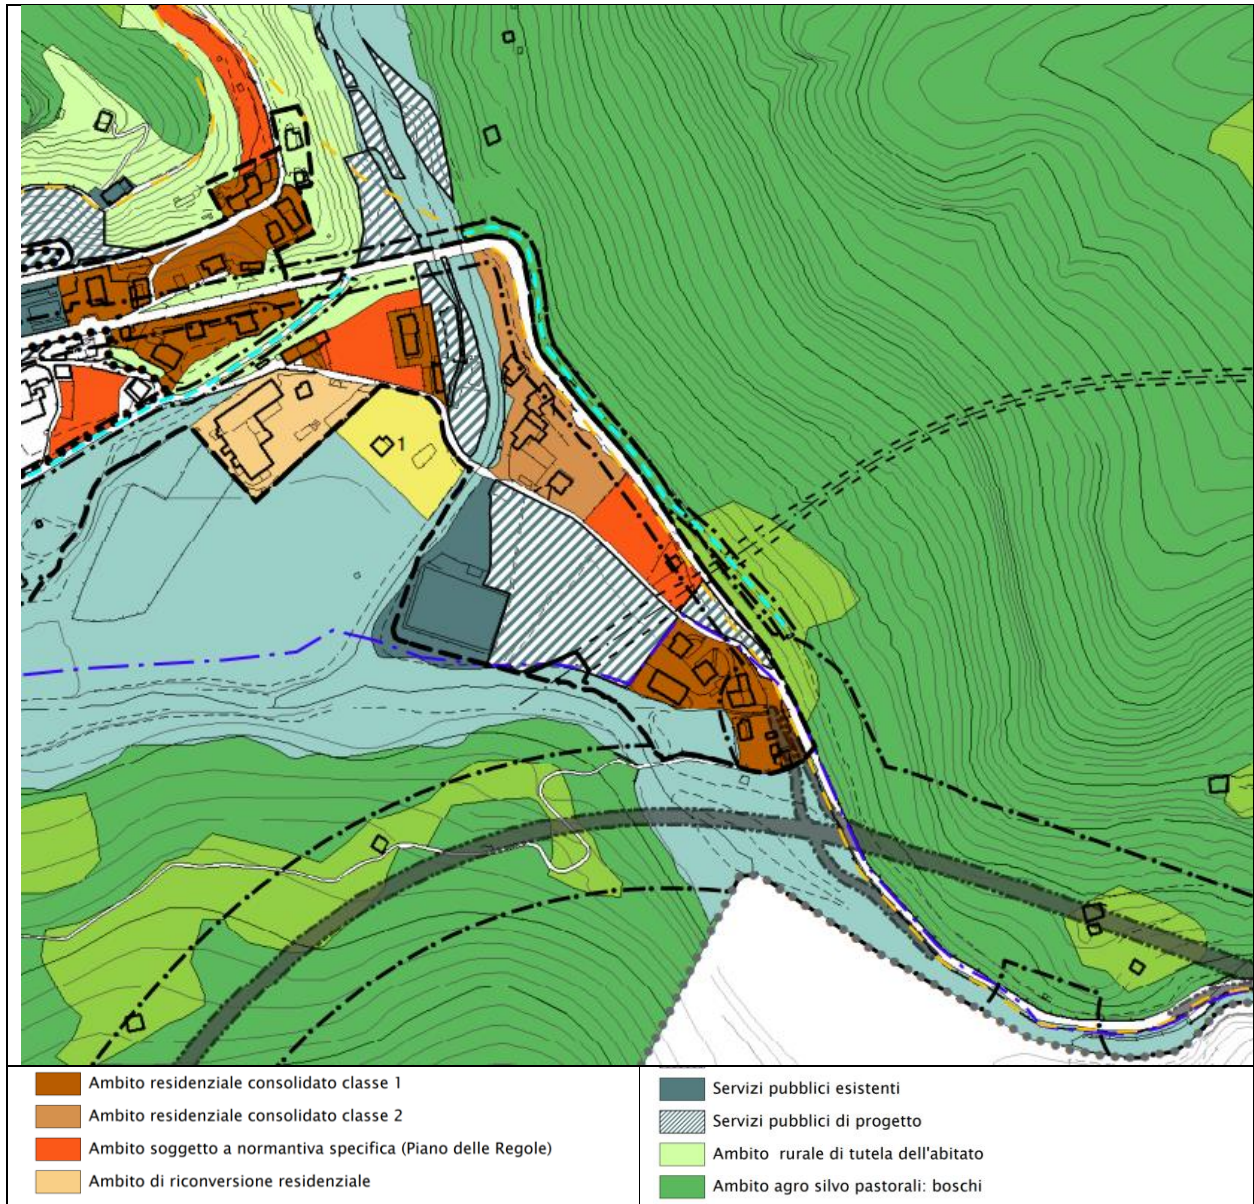 1
Ambito residenziale consolidato classe 1
Ambito residenziale consolidato classe 2
Ambito soggetto a normantiva specifica (Piano delle Regole)
Ambito di riconversione residenziale
Servizi pubblici esistenti
Servizi pubblici di progetto
Ambito rurale di tutela dell'abitato
Ambito agro silvo pastorali: boschi